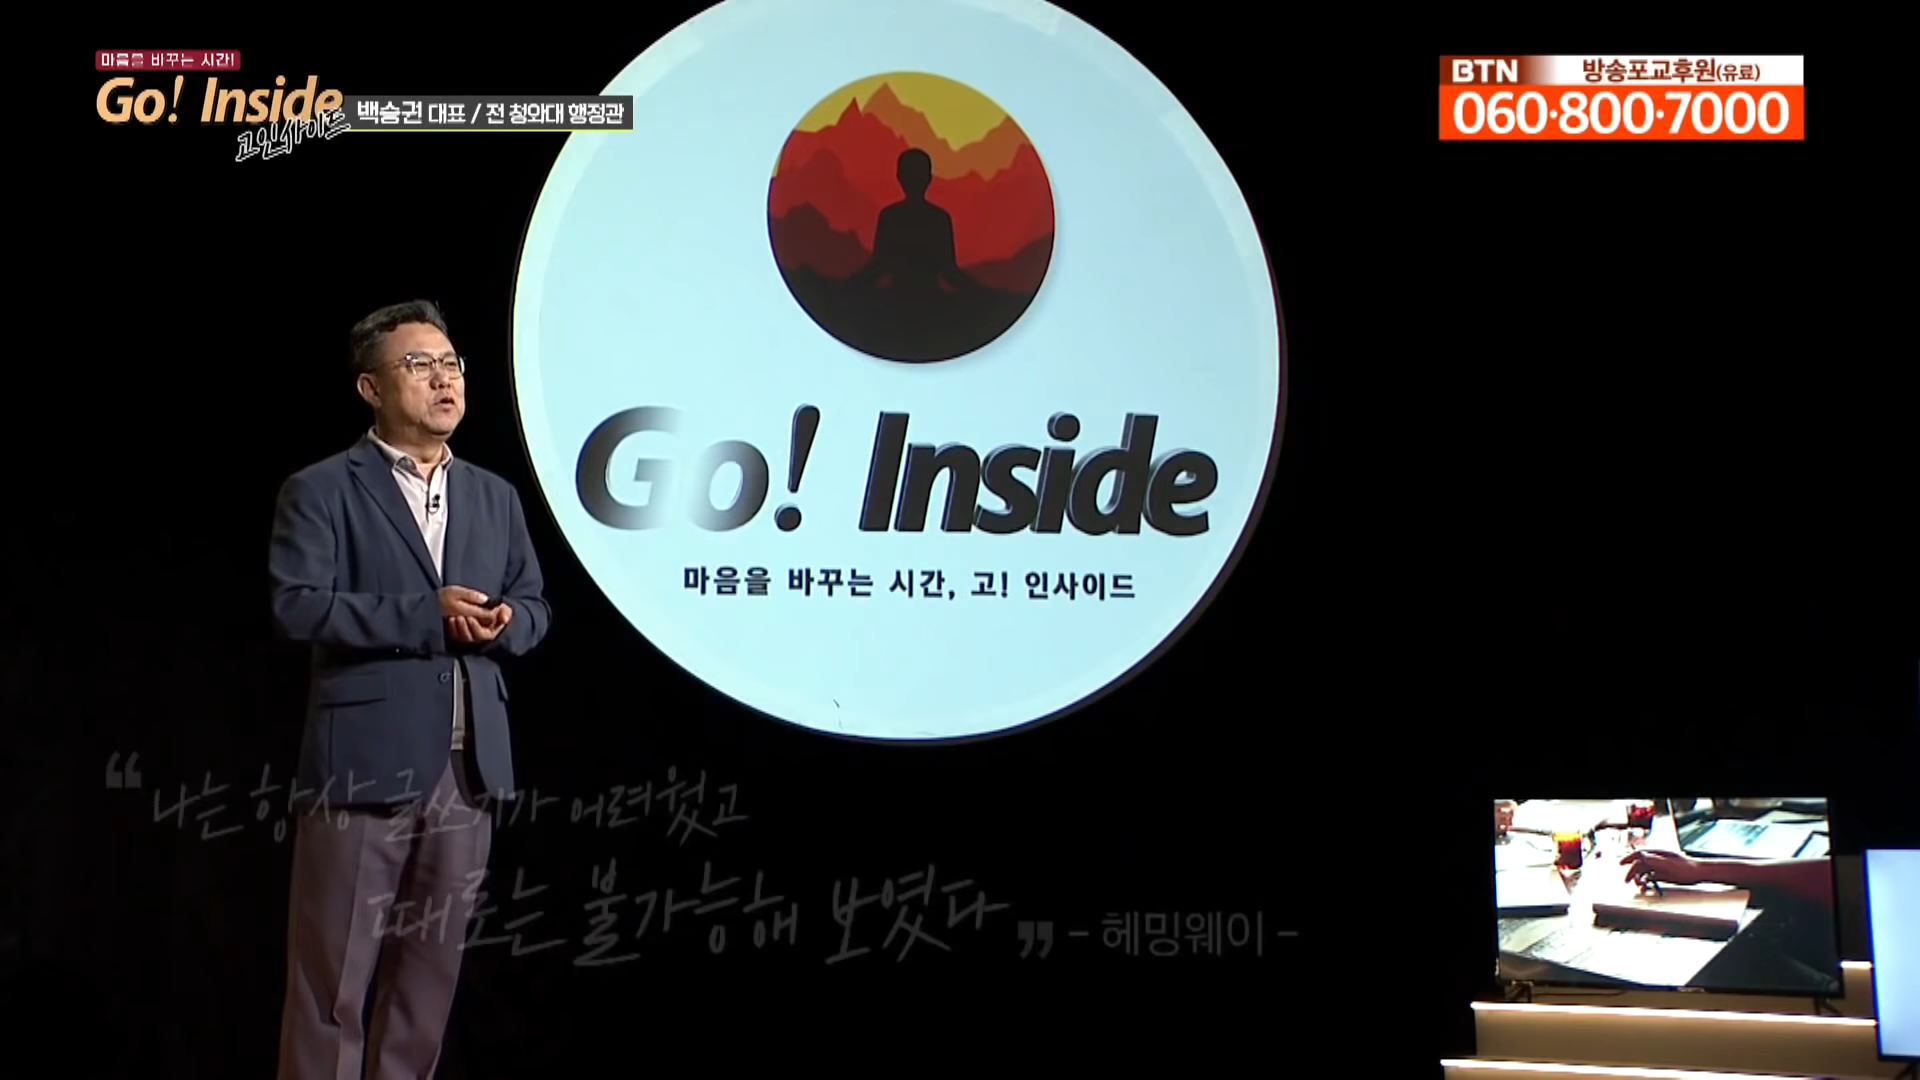 마음을 바꾸는 시간!
Go! Inside
고인사이드
백승권 대표 / 전 청와대 행정관
BTN 방송포교후원(유료)
060·800·7000
Go! Inside
마음을 바꾸는 시간, 고! 인사이드
“나는 항상 글쓰기가 어려웠고
때로는 불가능해 보였다” - 헤밍웨이 -